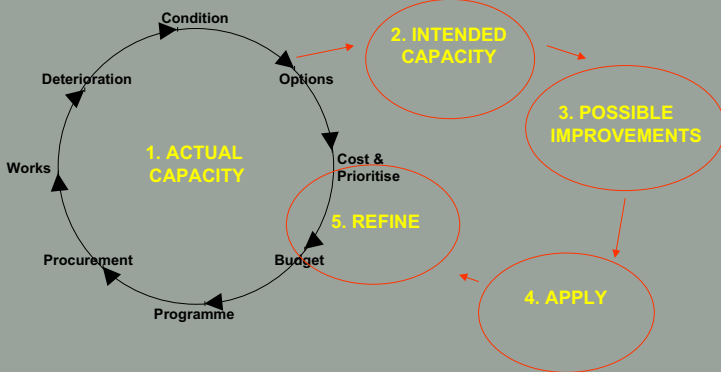 Condition
2. INTENDED
CAPACITY
Deterioration
Options
3. POSSIBLE
IMPROVEMENTS
1. ACTUAL
CAPACITY
Works
Cost &
Prioritise
5. REFINE
Procurement
Budget
4. APPLY
Programme